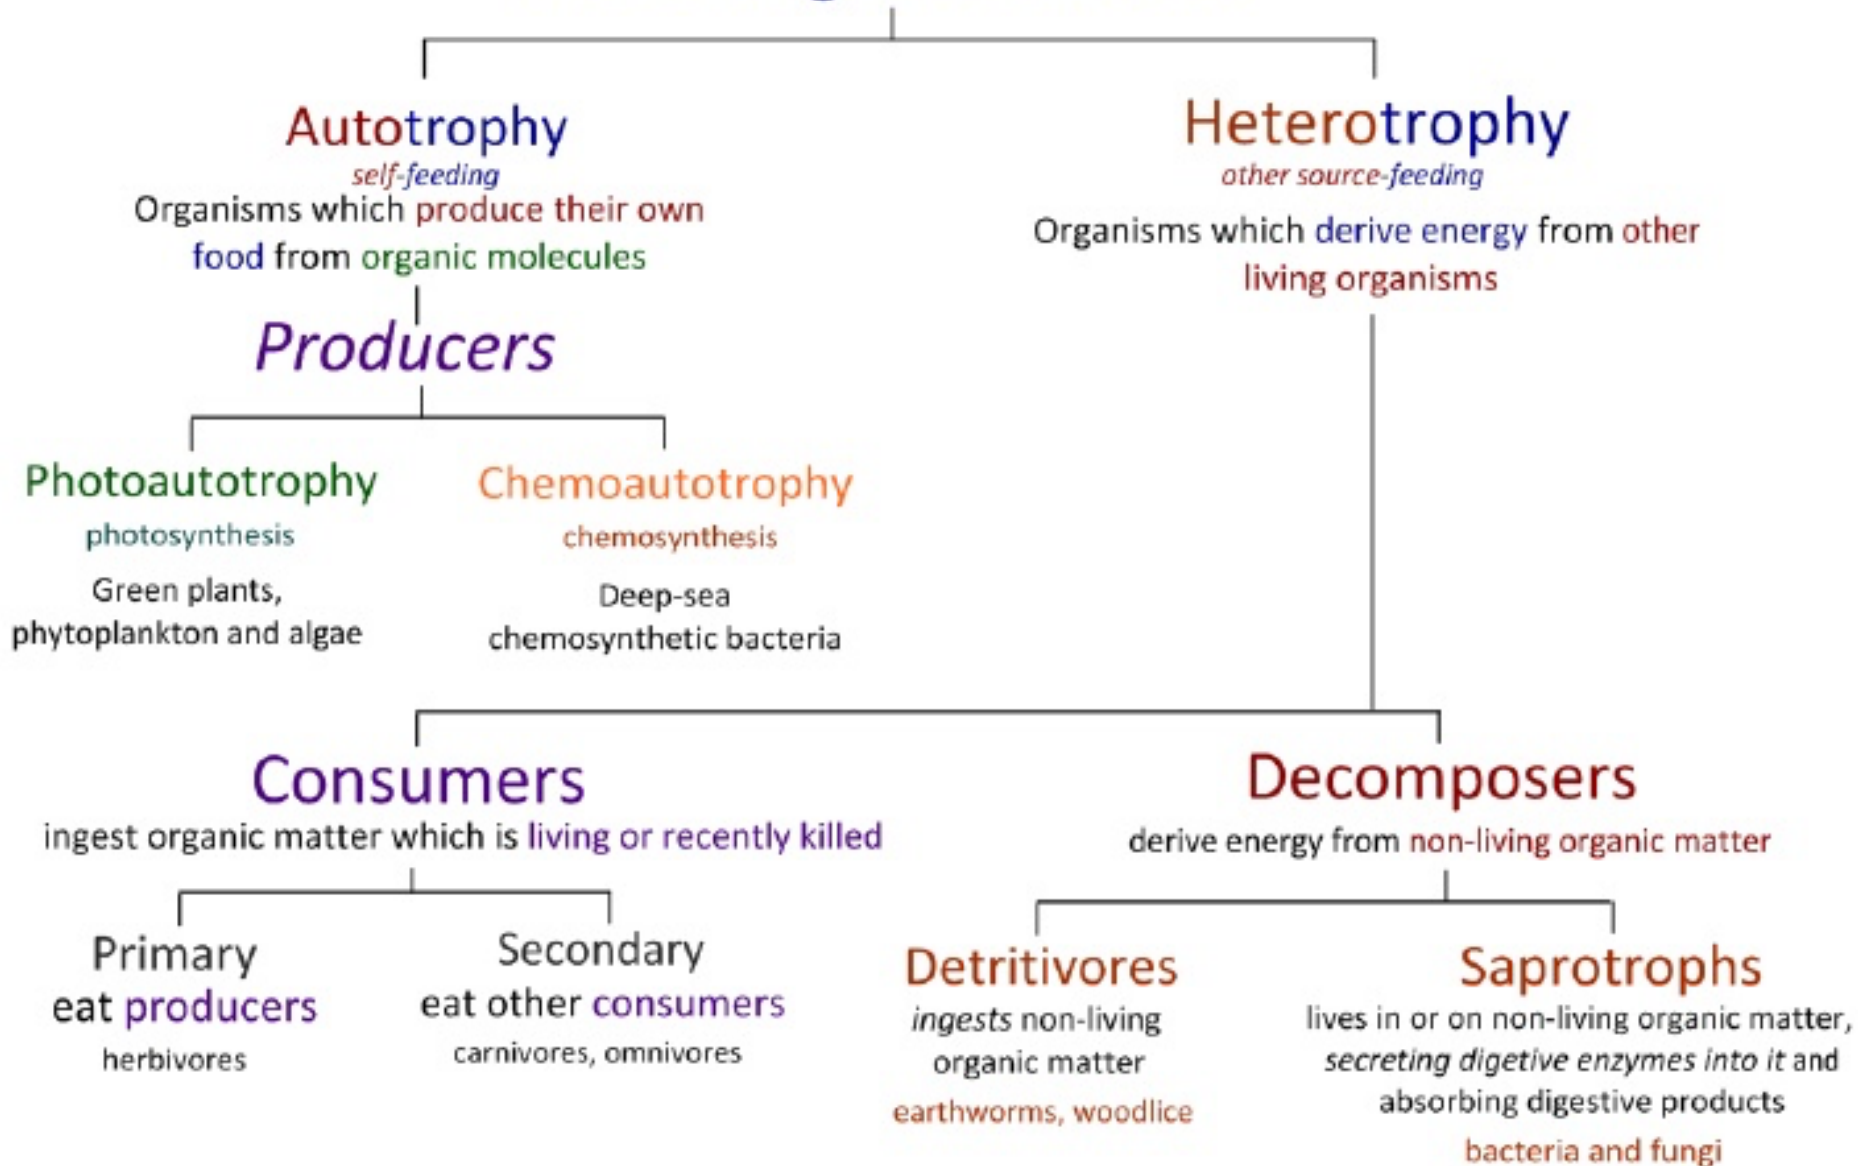 Autotrophy
self-feeding
Organisms which produce their own
food from organic molecules
Producers
Photoautotrophy
photosynthesis
Green plants,
phytoplankton and algae
Chemoautotrophy
chemosynthesis
Deep-sea
chemosynthetic bacteria
Heterotrophy
other source-feeding
Organisms which derive energy from other
living organisms
Consumers
ingest organic matter which is living or recently killed
Primary
eat producers
herbivores
Secondary
eat other consumers
carnivores, omnivores
Decomposers
derive energy from non-living organic matter
Detritivores
ingests non-living
organic matter
earthworms, woodlice
Saprotrophs
lives in or on non-living organic matter,
secreting digetive enzymes into it and
absorbing digestive products
bacteria and fungi